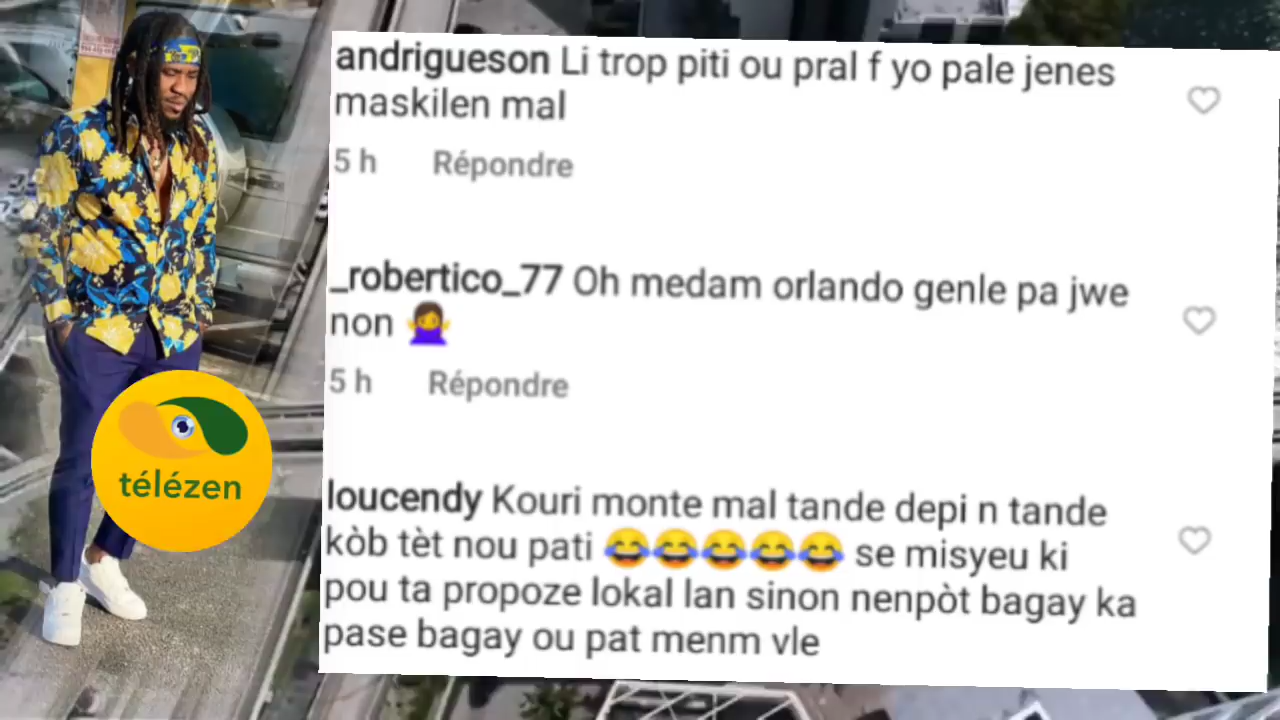 andrigueson Li trop piti ou pral f yo pale jenes
maskilen mal
5 h Répondre
_robertico_77 Oh medam orlando genle pa jwe
non 🤷‍♀️
5 h Répondre
loucendy Kouri monte mal tande depi n tande
kòb tèt nou pati 😂😂😂😂😂 se misyeu ki
pou ta propoze lokal lan sinon nenpòt bagay ka
pase bagay ou pat menm vle
télézen